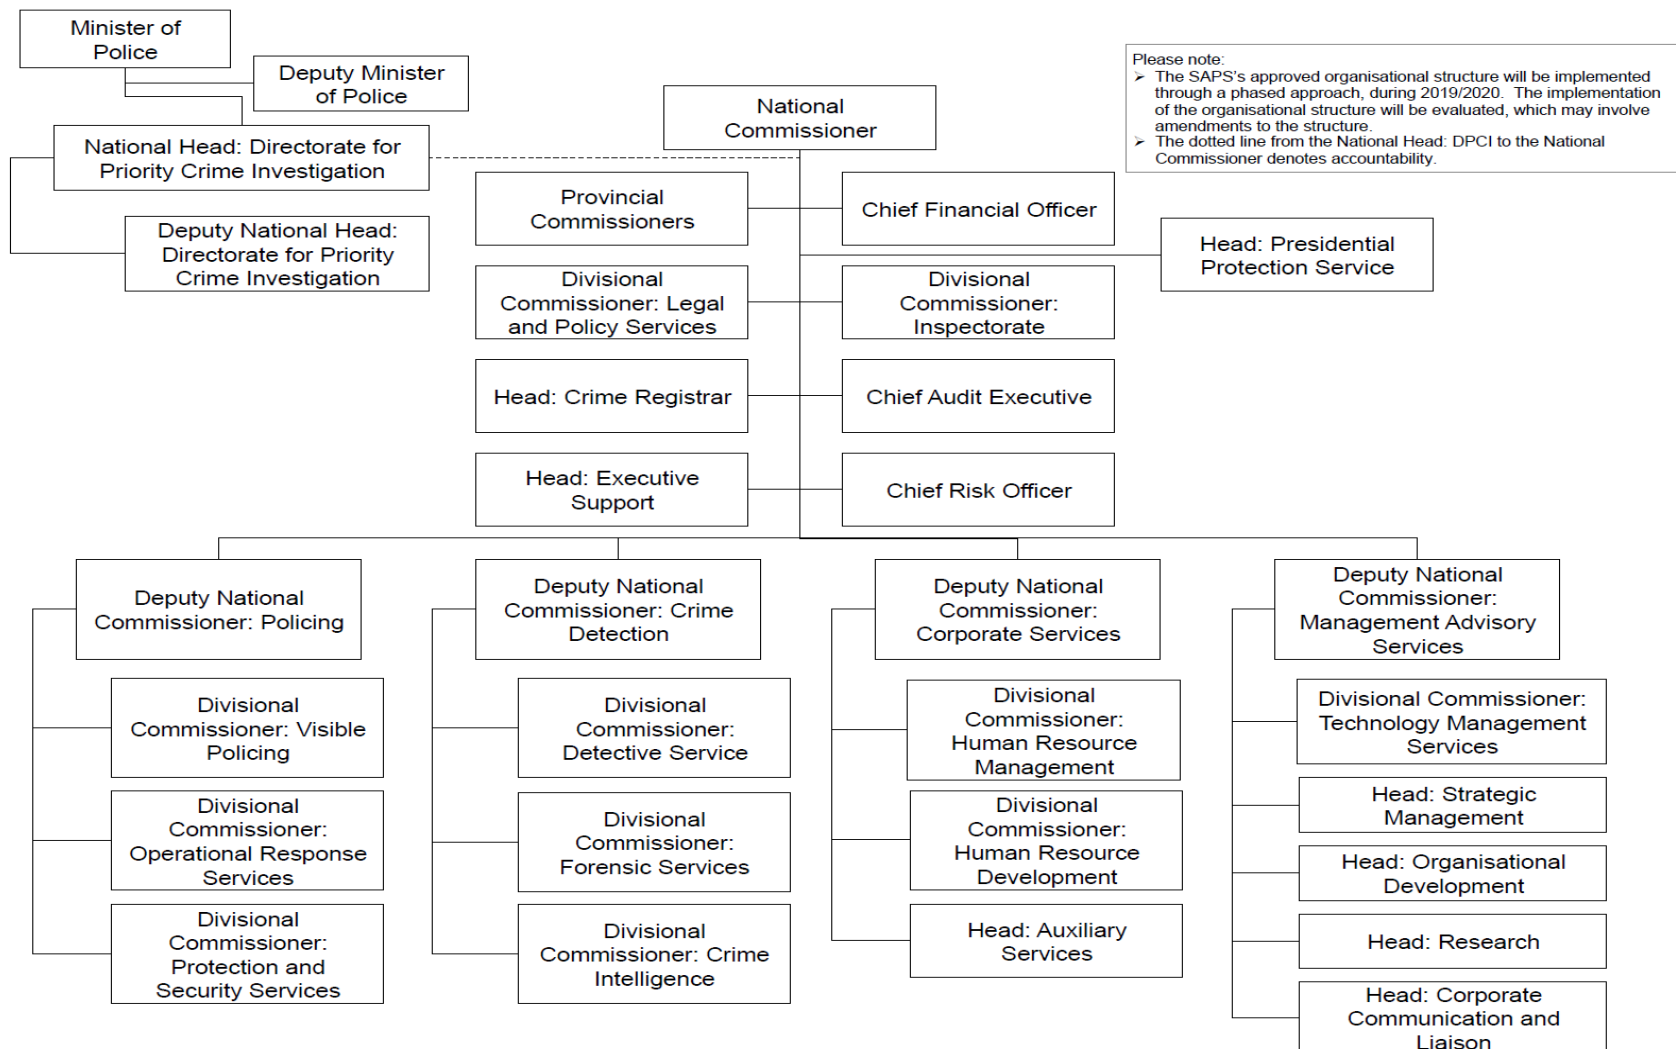 Minister of
Police
Deputy Minister
of Police
National Head: Directorate for
Priority Crime Investigation
Deputy National Head:
Directorate for Priority
Crime Investigation
National
Commissioner
Please note:
➢ The SAPS's approved organisational structure will be implemented
through a phased approach, during 2019/2020. The implementation
of the organisational structure will be evaluated, which may involve
amendments to the structure.
➢ The dotted line from the National Head: DPCI to the National
Commissioner denotes accountability.
Provincial
Commissioners
Chief Financial Officer
Head: Presidential
Protection Service
Divisional
Commissioner: Legal
and Policy Services
Divisional
Commissioner:
Inspectorate
Head: Crime Registrar
Chief Audit Executive
Head: Executive
Support
Chief Risk Officer
Deputy National
Commissioner: Policing
Divisional
Commissioner: Visible
Policing
Divisional
Commissioner:
Operational Response
Services
Divisional
Commissioner:
Protection and
Security Services
Deputy National
Commissioner: Crime
Detection
Divisional
Commissioner:
Detective Service
Divisional
Commissioner:
Forensic Services
Divisional
Commissioner: Crime
Intelligence
Deputy National
Commissioner:
Corporate Services
Divisional
Commissioner:
Human Resource
Management
Divisional
Commissioner:
Human Resource
Development
Head: Auxiliary
Services
Deputy National
Commissioner:
Management Advisory
Services
Divisional Commissioner:
Technology Management
Services
Head: Strategic
Management
Head: Organisational
Development
Head: Research
Head: Corporate
Communication and
Liaison